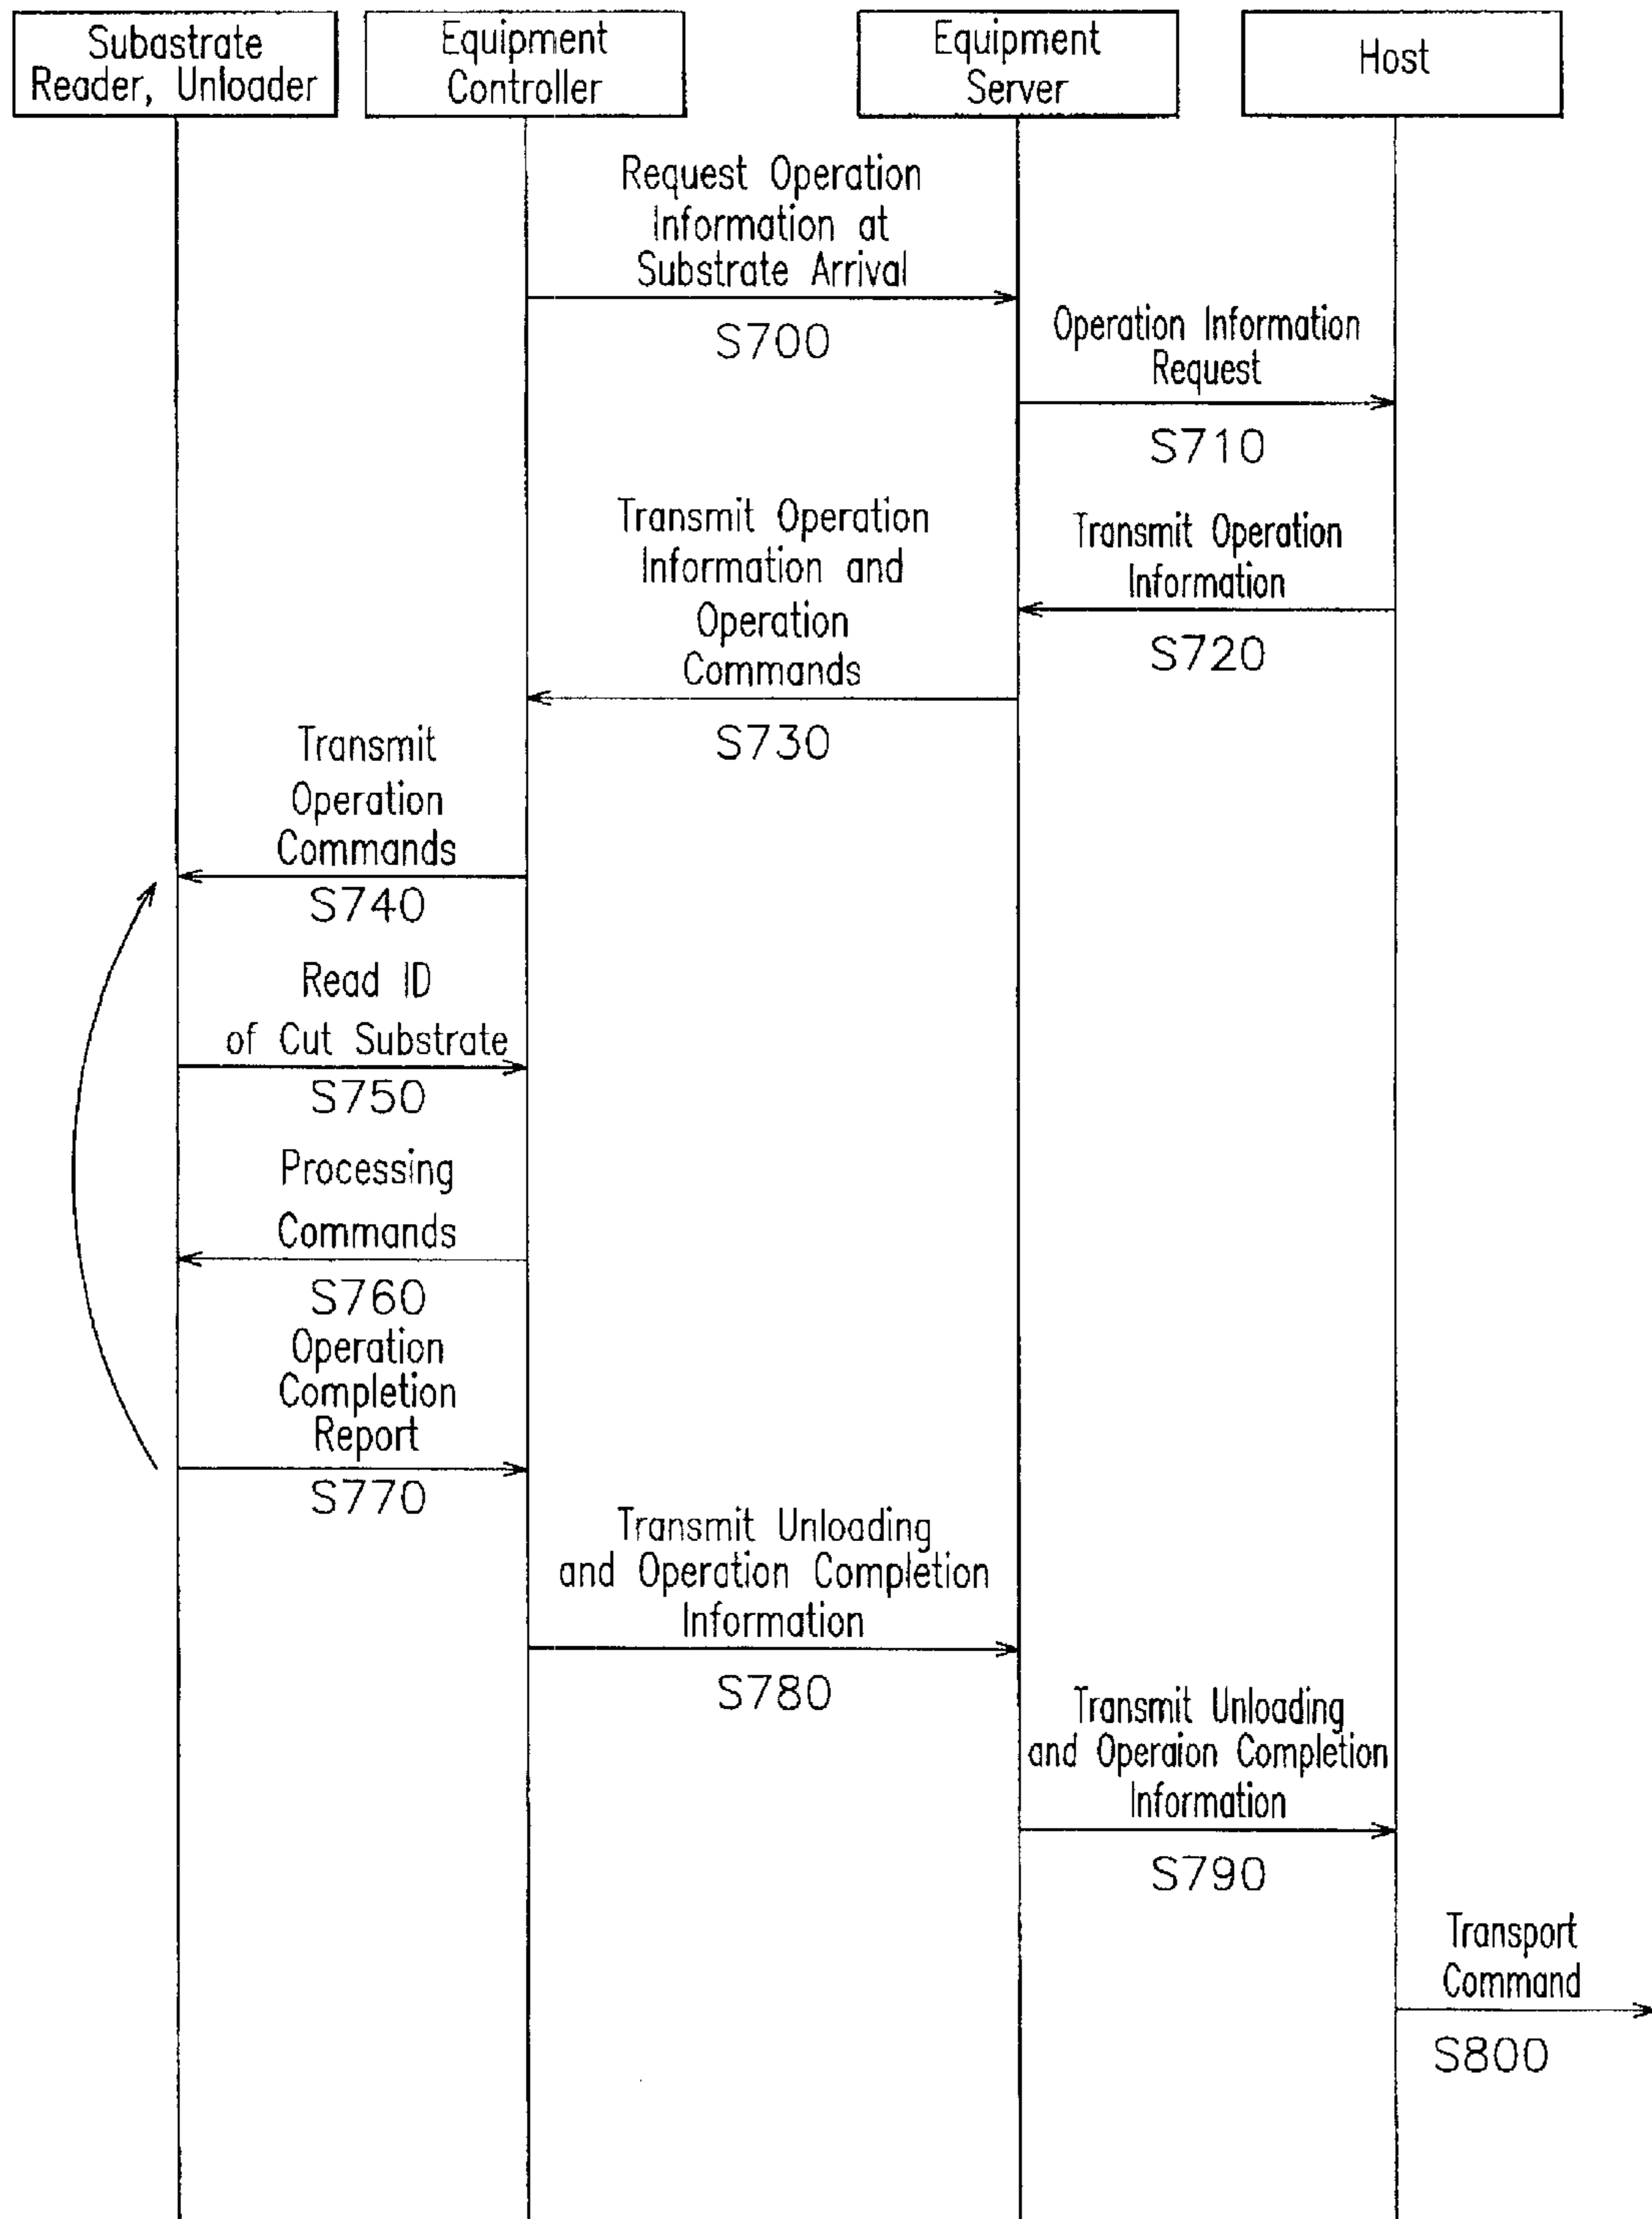 Subastrate
Reader, Unloader
Equipment
Controller
Equipment
Server
Host
Request Operation
Information at
Substrate Arrival
S700
Operation Information
Request
S710
Transmit Operation
Information
S720
Transmit Operation
Information and
Operation
Commands
S730
Transmit
Operation
Commands
S740
Read ID
of Cut Substrate
S750
Processing
Commands
S760
Operation
Completion
Report
S770
Transmit Unloading
and Operation Completion
Information
S780
Transmit Unloading
and Operaion Completion
Information
S790
Transport
Command
S800